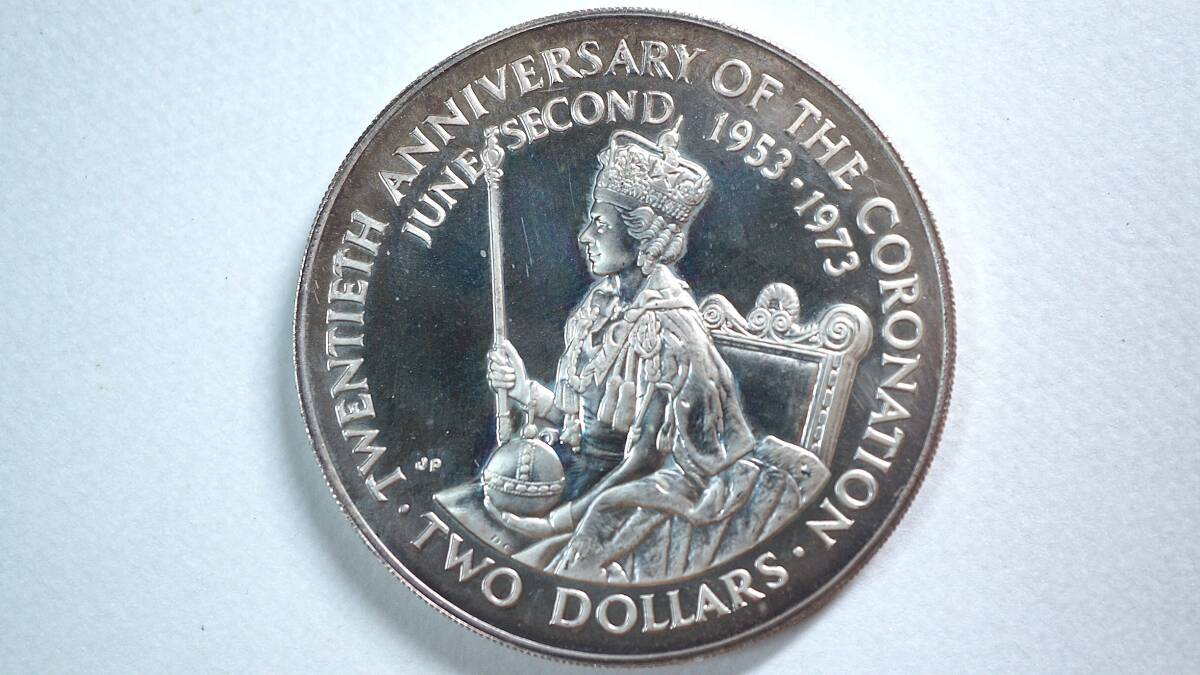 TWENTIETH ANNIVERSARY OF THE CORONATION
JUNE SECOND 1953 · 1973
JP
· TWO DOLLARS ·